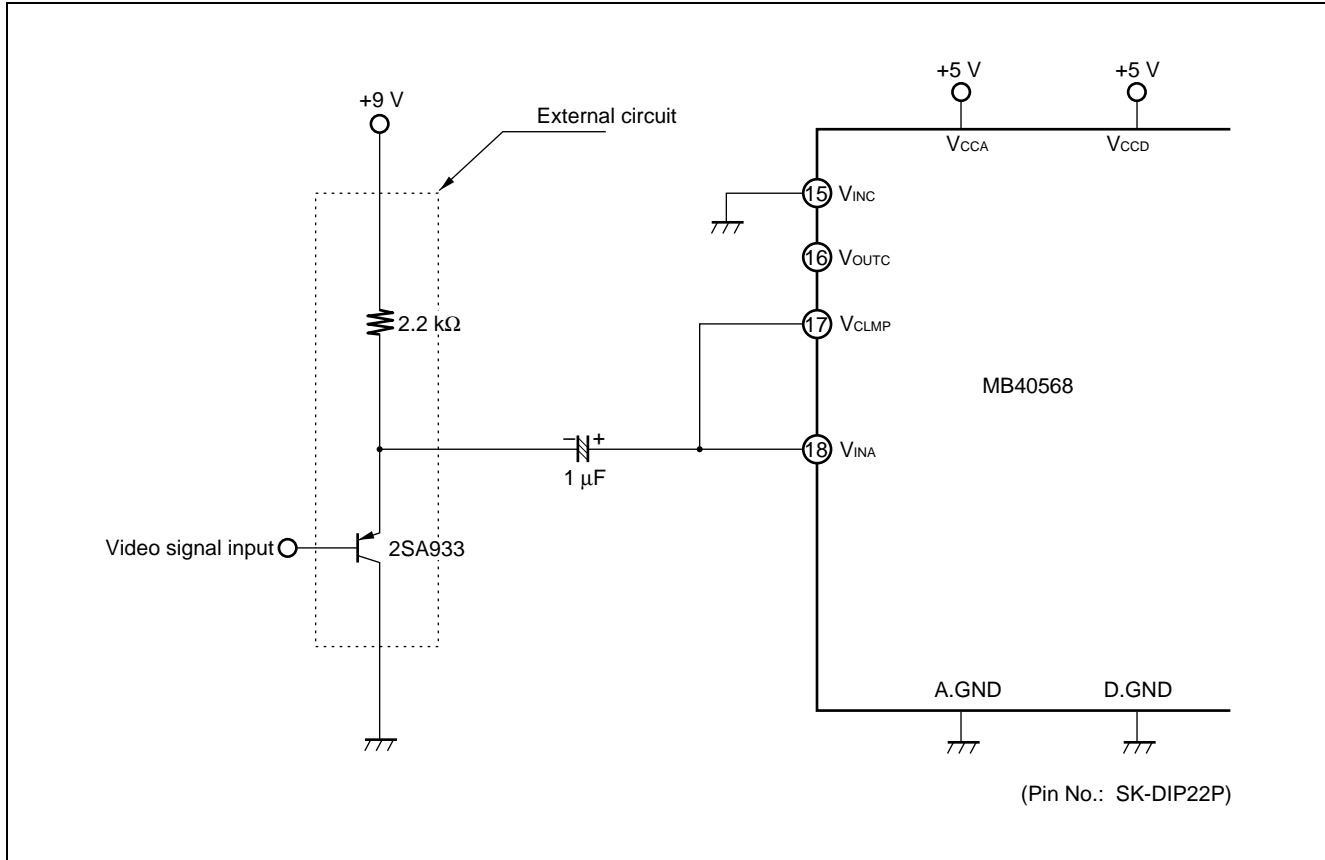 +5 V
+5 V
+9 V
External circuit
VCCA
VCCD
15 VINC
16 VOUTC
2.2 kΩ
17 VCLMP
MB40568
– +
18 VINA
1 µF
Video signal input
2SA933
A.GND
D.GND
(Pin No.: SK-DIP22P)